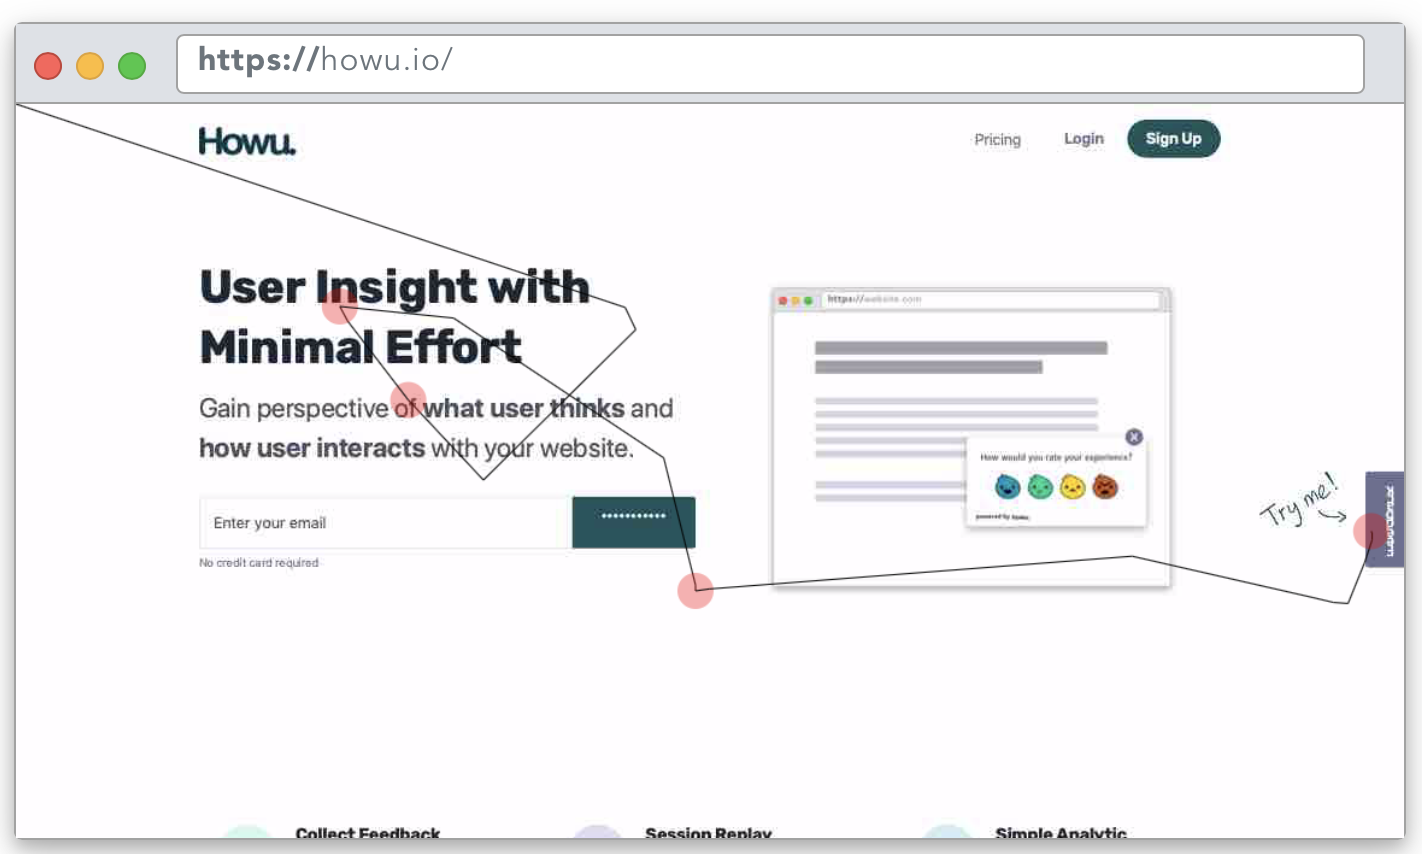 https://howu.io/
Howu.
Pricing
Login
Sign Up
User Insight with
Minimal Effort
Gain perspective of what user thinks and
how user interacts with your website.
Enter your email
***********
No credit card required
https://website.com
How would you rate your experience?
powered by howu.
Try me!
Collect Feedback
Session Replay
Simple Analytic